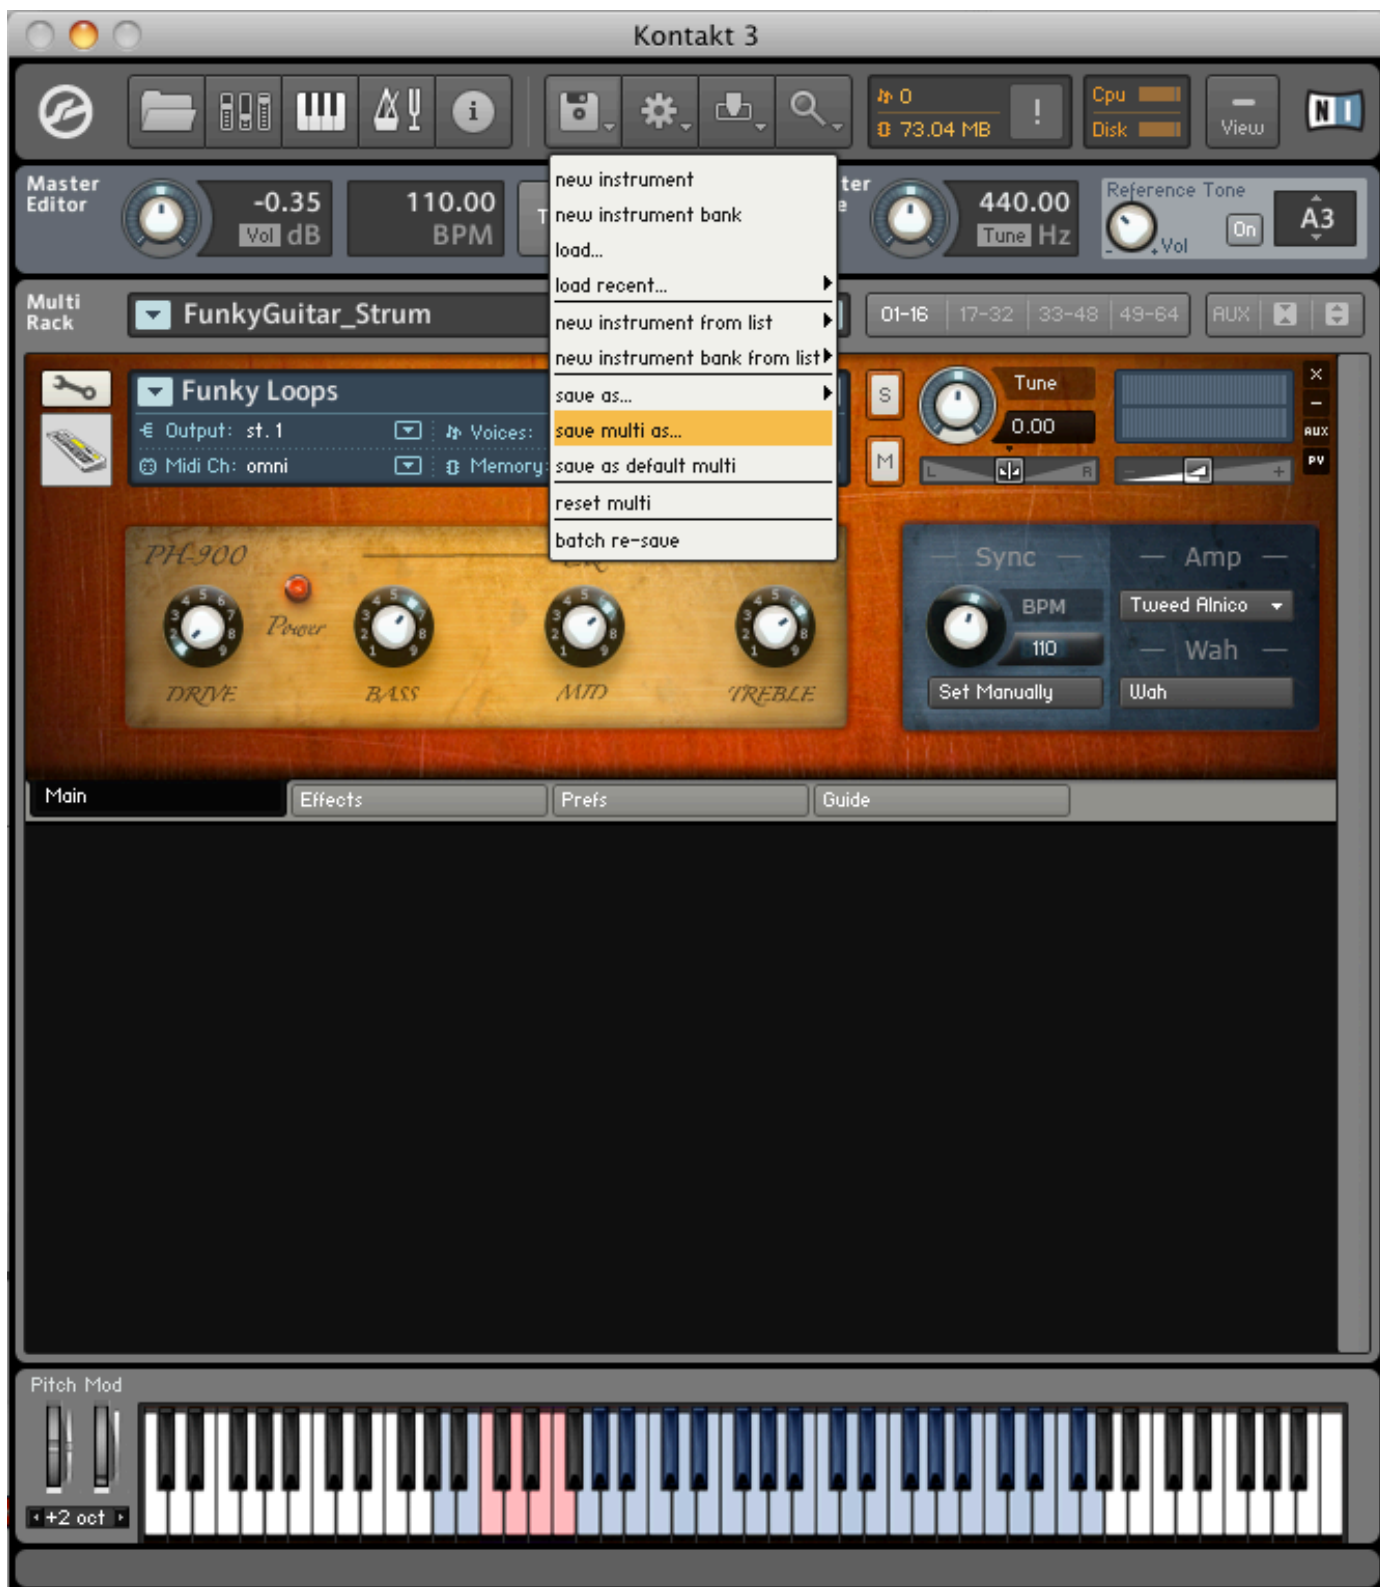 Kontakt 3
0
73.04 MB
!
Cpu
Disk
View
NI
Master
Editor
-0.35
Vol dB
110.00
BPM
T
ter
e
440.00
Tune Hz
Reference Tone
- + Vol
On
A3
new instrument
new instrument bank
load...
load recent...
new instrument from list
new instrument bank from list
save as...
save multi as...
save as default multi
reset multi
batch re-save
Multi
Rack
FunkyGuitar_Strum
01-16 17-32 33-48 49-64
AUX
Funky Loops
Output: st. 1
Voices:
Midi Ch: omni
Memory:
S
M
Tune
0.00
L R
- +
AUX
PV
PH-900
Power
DRIVE
BASS
MID
TREBLE
Sync
BPM
110
Set Manually
Amp
Tweed Alnico
Wah
Wah
Main
Effects
Prefs
Guide
Pitch Mod
+2 oct